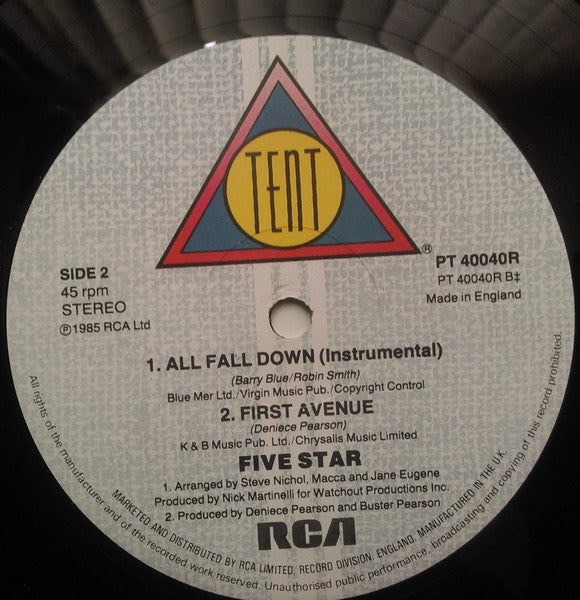 TENT
®
SIDE 2
45 rpm
STEREO
℗1985 RCA Ltd
PT 40040R
PT 40040R B‡
Made in England
1. ALL FALL DOWN (Instrumental)
(Barry Blue/Robin Smith)
Blue Mer Ltd./Virgin Music Pub./Copyright Control
2. FIRST AVENUE
(Deniece Pearson)
K & B Music Pub. Ltd./Chrysalis Music Limited
FIVE STAR
1. Arranged by Steve Nichol, Macca and Jane Eugene
Produced by Nick Martinelli for Watchout Productions Inc.
2. Produced by Deniece Pearson and Buster Pearson
RCA
MARKETED AND DISTRIBUTED BY RCA LIMITED, RECORD DIVISION, ENGLAND. MANUFACTURED IN THE U.K.
All rights of the manufacturer and of the recorded work reserved. Unauthorised public performance, broadcasting and copying of this record prohibited.